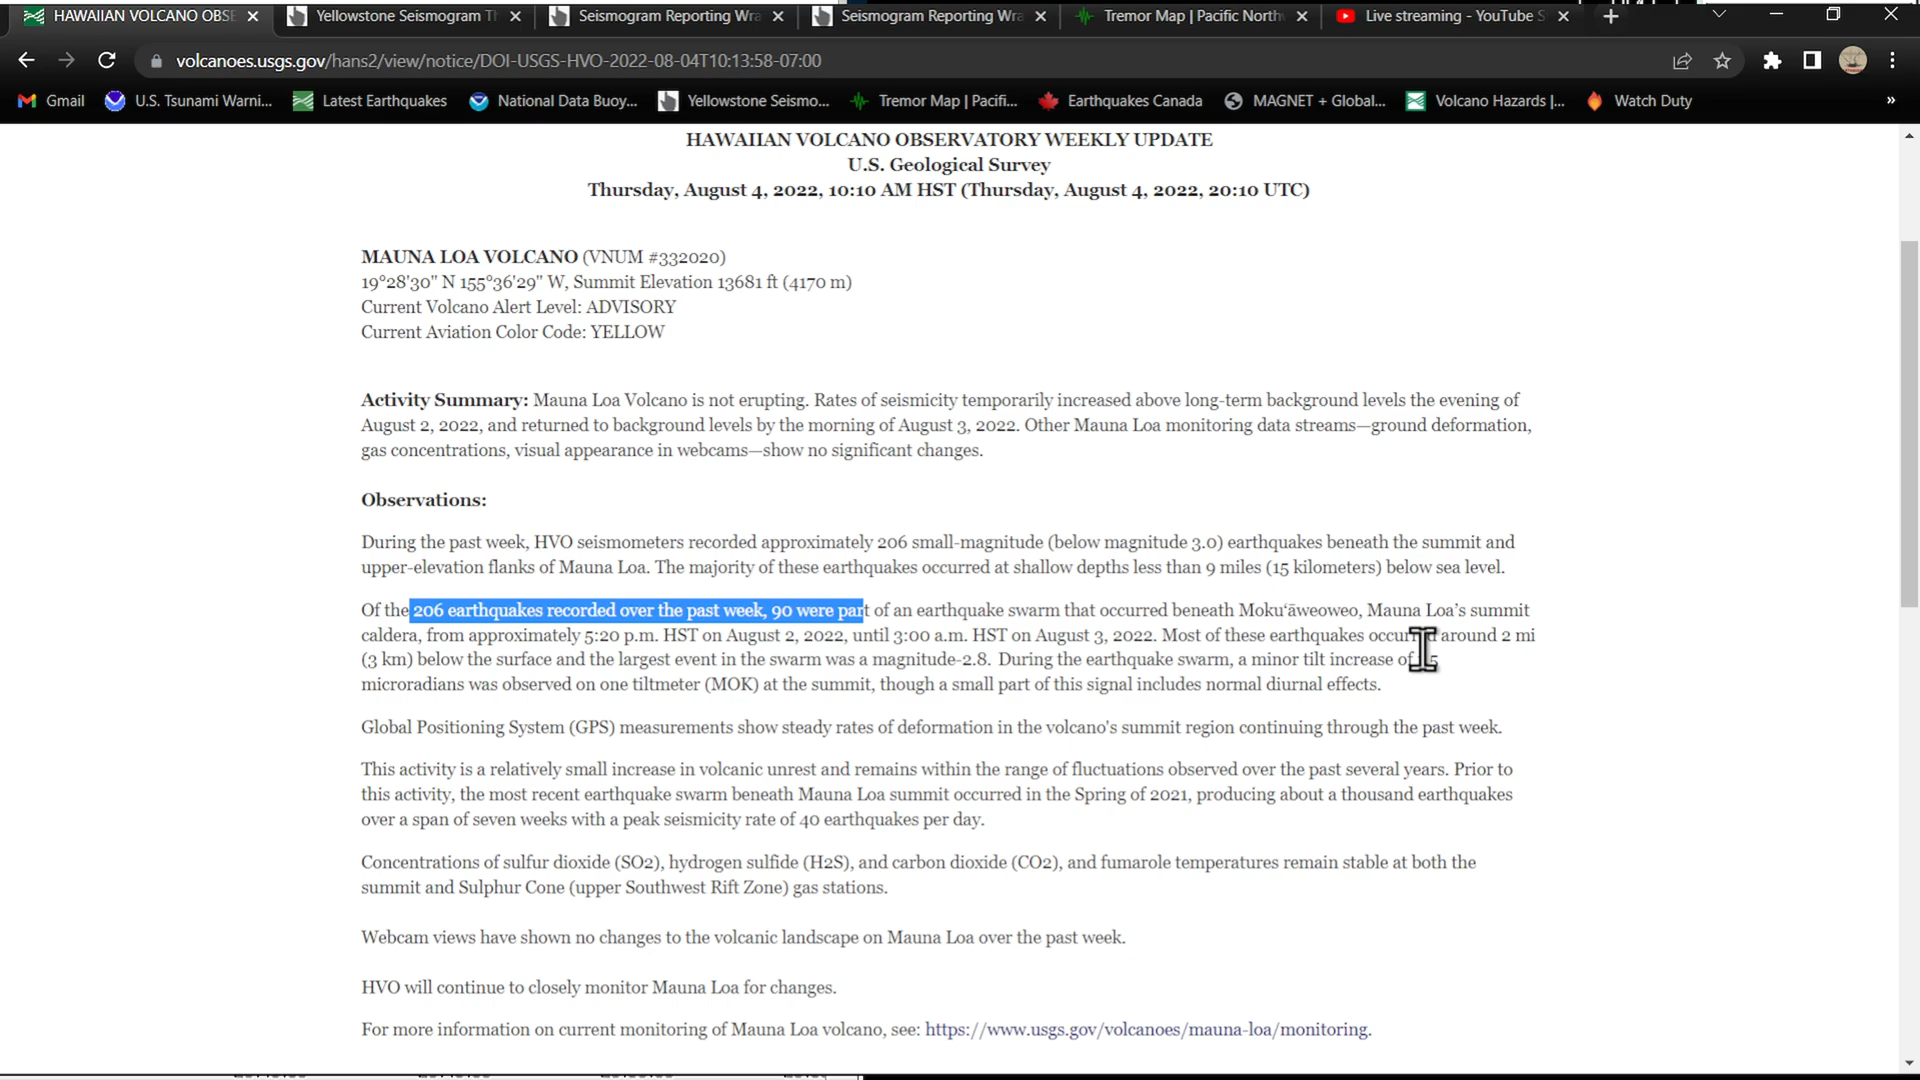 HAWAIIAN VOLCANO OBSE
Yellowstone Seismogram Th
Seismogram Reporting Wra
Seismogram Reporting Wra
Tremor Map | Pacific North
Live streaming - YouTube S
volcanoes.usgs.gov/hans2/view/notice/DOI-USGS-HVO-2022-08-04T10:13:58-07:00
Gmail
U.S. Tsunami Warni...
Latest Earthquakes
National Data Buoy...
Yellowstone Seismo...
Tremor Map | Pacifi...
Earthquakes Canada
MAGNET + Global...
Volcano Hazards |...
Watch Duty
»
HAWAIIAN VOLCANO OBSERVATORY WEEKLY UPDATE
U.S. Geological Survey
Thursday, August 4, 2022, 10:10 AM HST (Thursday, August 4, 2022, 20:10 UTC)
MAUNA LOA VOLCANO (VNUM #332020)
19°28'30" N 155°36'29" W, Summit Elevation 13681 ft (4170 m)
Current Volcano Alert Level: ADVISORY
Current Aviation Color Code: YELLOW
Activity Summary: Mauna Loa Volcano is not erupting. Rates of seismicity temporarily increased above long-term background levels the evening of
August 2, 2022, and returned to background levels by the morning of August 3, 2022. Other Mauna Loa monitoring data streams—ground deformation,
gas concentrations, visual appearance in webcams—show no significant changes.
Observations:
During the past week, HVO seismometers recorded approximately 206 small-magnitude (below magnitude 3.0) earthquakes beneath the summit and
upper-elevation flanks of Mauna Loa. The majority of these earthquakes occurred at shallow depths less than 9 miles (15 kilometers) below sea level.
Of the 206 earthquakes recorded over the past week, 90 were part of an earthquake swarm that occurred beneath Mokuʻāweoweo, Mauna Loa's summit
caldera, from approximately 5:20 p.m. HST on August 2, 2022, until 3:00 a.m. HST on August 3, 2022. Most of these earthquakes occurred around 2 mi
(3 km) below the surface and the largest event in the swarm was a magnitude-2.8. During the earthquake swarm, a minor tilt increase of
microradians was observed on one tiltmeter (MOK) at the summit, though a small part of this signal includes normal diurnal effects.
Global Positioning System (GPS) measurements show steady rates of deformation in the volcano's summit region continuing through the past week.
This activity is a relatively small increase in volcanic unrest and remains within the range of fluctuations observed over the past several years. Prior to
this activity, the most recent earthquake swarm beneath Mauna Loa summit occurred in the Spring of 2021, producing about a thousand earthquakes
over a span of seven weeks with a peak seismicity rate of 40 earthquakes per day.
Concentrations of sulfur dioxide (SO2), hydrogen sulfide (H2S), and carbon dioxide (CO2), and fumarole temperatures remain stable at both the
summit and Sulphur Cone (upper Southwest Rift Zone) gas stations.
Webcam views have shown no changes to the volcanic landscape on Mauna Loa over the past week.
HVO will continue to closely monitor Mauna Loa for changes.
For more information on current monitoring of Mauna Loa volcano, see: https://www.usgs.gov/volcanoes/mauna-loa/monitoring.